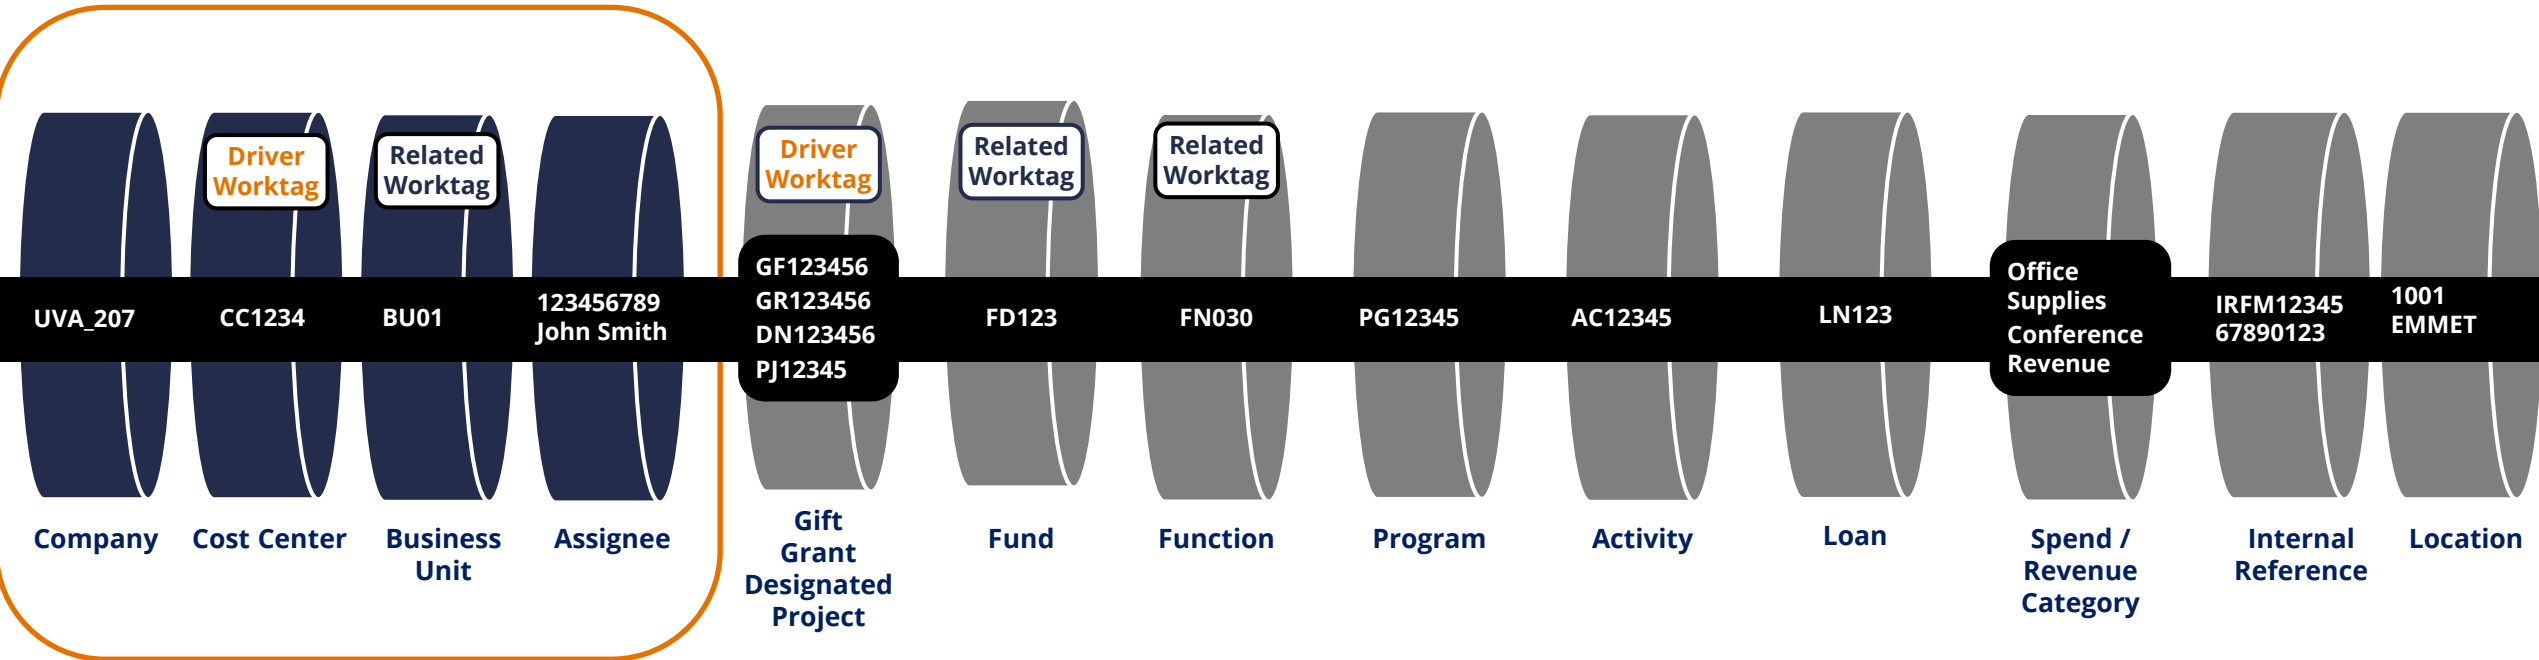 Driver
Worktag
Related
Worktag
Driver
Worktag
Related
Worktag
Related
Worktag
UVA_207
CC1234
BU01
123456789
John Smith
GF123456
GR123456
DN123456
PJ12345
FD123
FN030
PG12345
AC12345
LN123
Office
Supplies
Conference
Revenue
IRFM12345
67890123
1001
EMMET
Company
Cost Center
Business
Unit
Assignee
Gift
Grant
Designated
Project
Fund
Function
Program
Activity
Loan
Spend /
Revenue
Category
Internal
Reference
Location